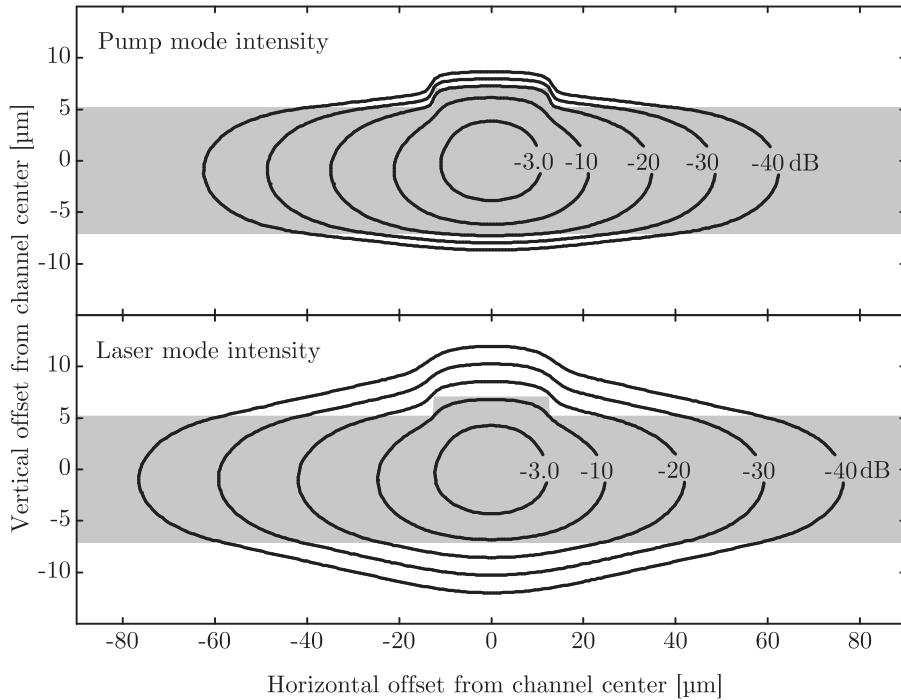 Pump mode intensity
10
5
0
-5
-10
-3.0 -10 -20 -30 -40 dB
Vertical offset from channel center [µm]
Laser mode intensity
10
5
0
-5
-10
-3.0 -10 -20 -30 -40 dB
-80 -60 -40 -20 0 20 40 60 80
Horizontal offset from channel center [µm]